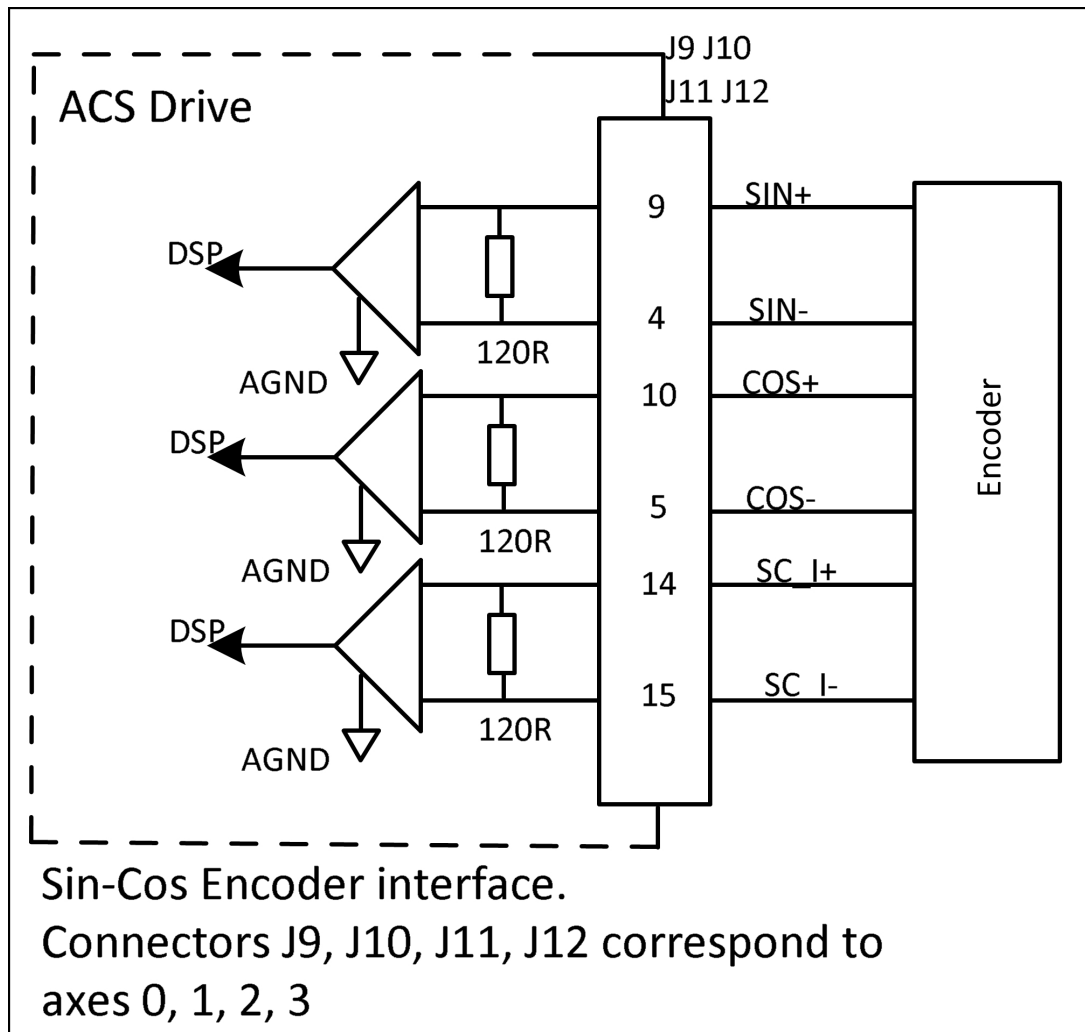 J9 J10
J11 J12
ACS Drive
9
SIN+
DSP
4
SIN-
120R
AGND
10
COS+
DSP
5
COS-
120R
AGND
14
SC_I+
DSP
15
SC_I-
120R
AGND
Encoder
Sin-Cos Encoder interface.
Connectors J9, J10, J11, J12 correspond to
axes 0, 1, 2, 3